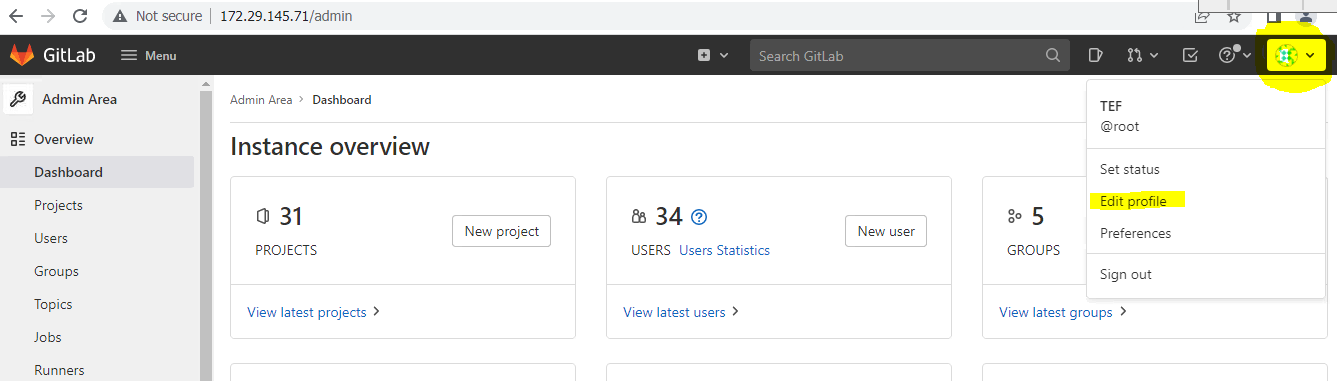 Not secure 172.29.145.71/admin
GitLab Menu Search GitLab
Admin Area
Overview
Dashboard
Projects
Users
Groups
Topics
Jobs
Runners
Admin Area > Dashboard
Instance overview
31
New project
PROJECTS
View latest projects >
34
New user
USERS Users Statistics
View latest users >
5
GROUPS
View latest groups >
TEF
@root
Set status
Edit profile
Preferences
Sign out